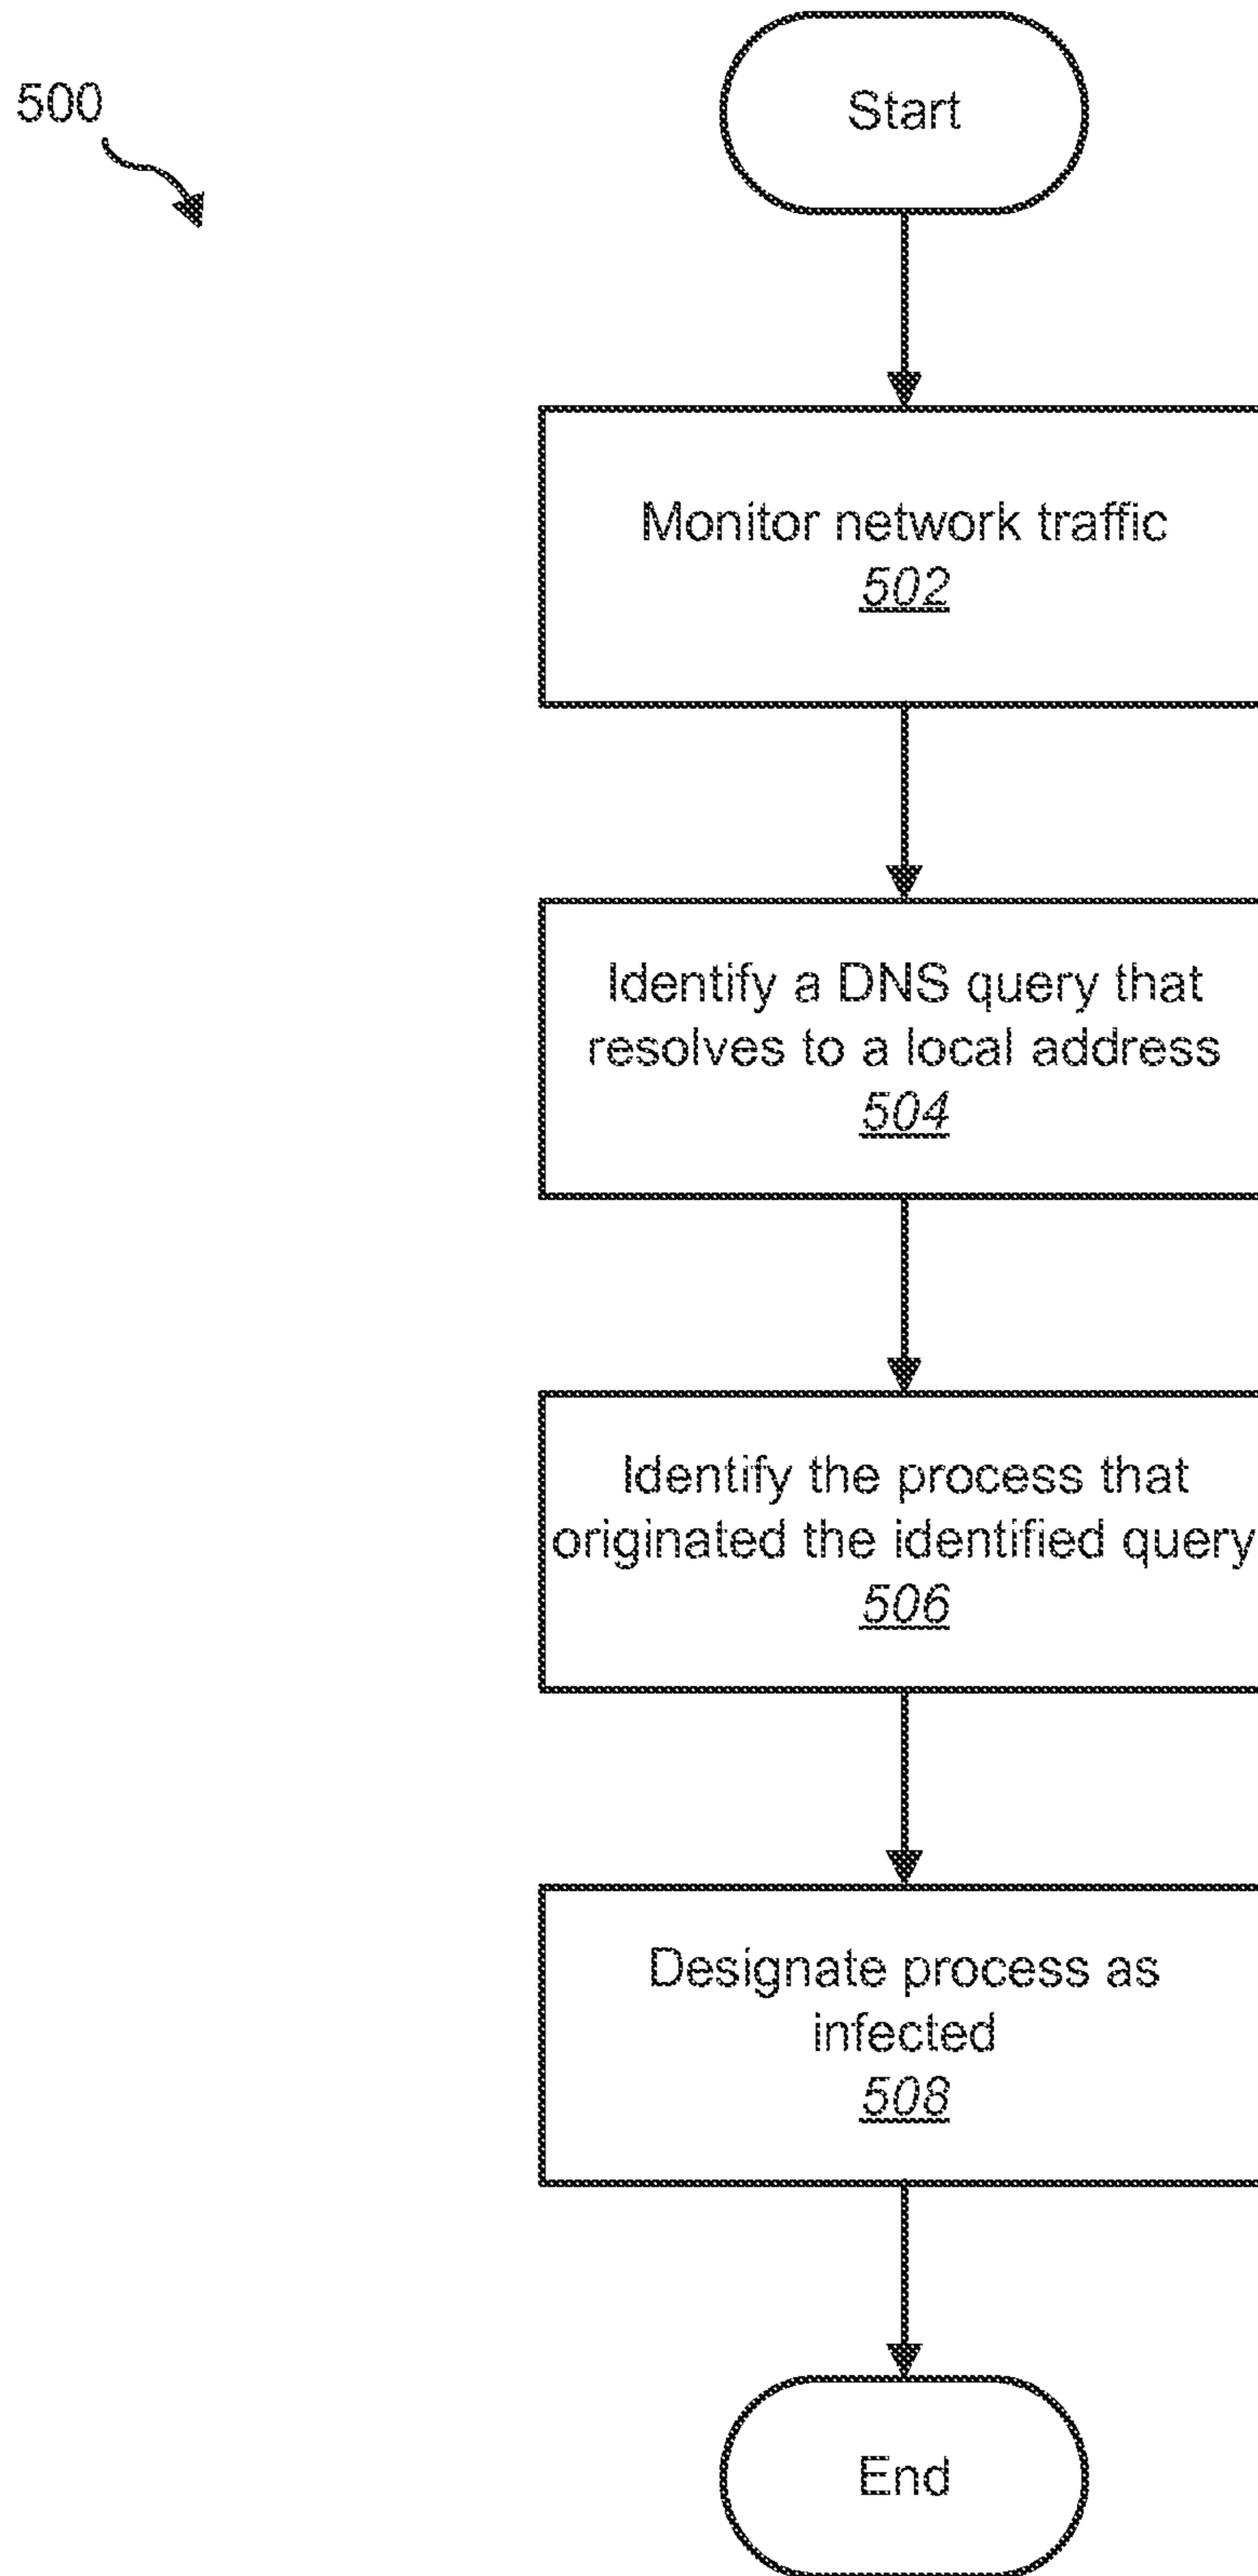 500
Start
Monitor network traffic
502
Identify a DNS query that
resolves to a local address
504
Identify the process that
originated the identified query
506
Designate process as
infected
508
End